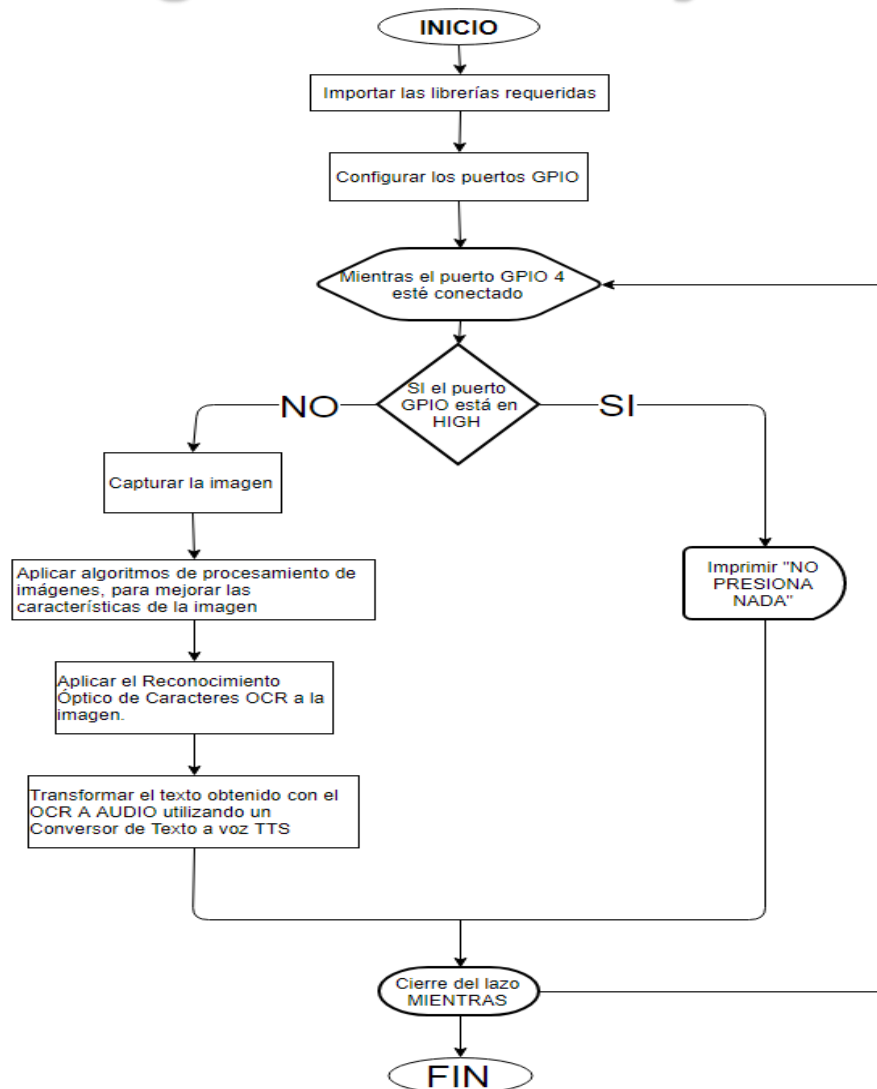 INICIO
Importar las librerías requeridas
Configurar los puertos GPIO
Mientras el puerto GPIO 4
esté conectado
SI el puerto
GPIO está en
HIGH
NO
SI
Capturar la imagen
Aplicar algoritmos de procesamiento de
imágenes, para mejorar las
características de la imagen
Imprimir "NO
PRESIONA
NADA"
Aplicar el Reconocimiento
Óptico de Caracteres OCR a la
imagen.
Transformar el texto obtenido con el
OCR A AUDIO utilizando un
Conversor de Texto a voz TTS
Cierre del lazo
MIENTRAS
FIN